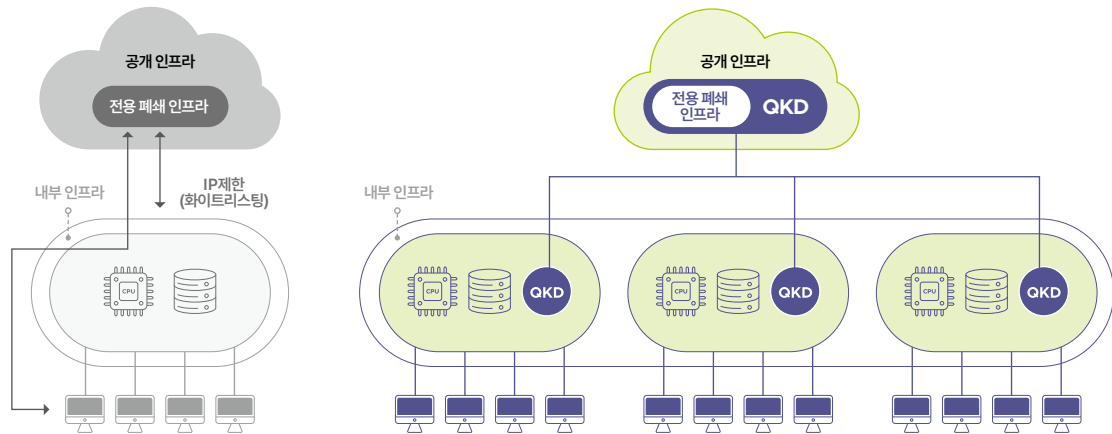 공개 인프라
전용 폐쇄 인프라
내부 인프라
IP제한
(화이트리스팅)
CPU
공개 인프라
전용 폐쇄
인프라
QKD
내부 인프라
CPU
QKD
CPU
QKD
CPU
QKD